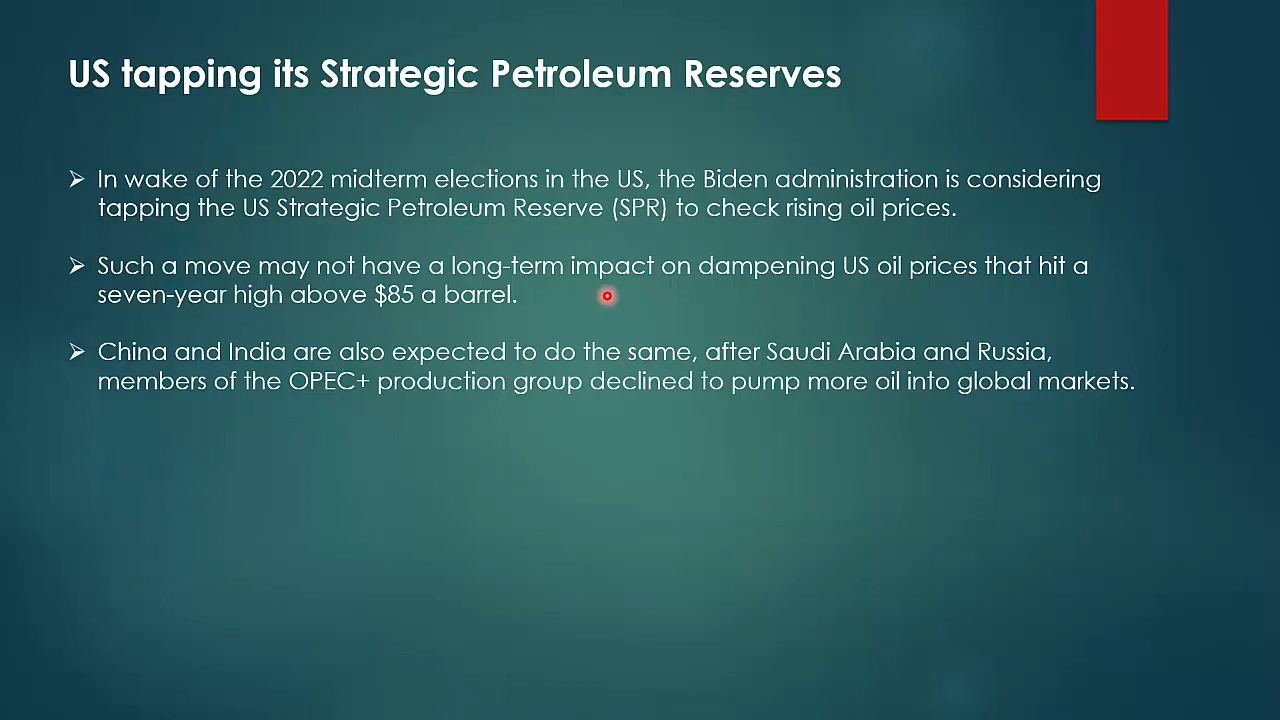 US tapping its Strategic Petroleum Reserves
➢ In wake of the 2022 midterm elections in the US, the Biden administration is considering
tapping the US Strategic Petroleum Reserve (SPR) to check rising oil prices.
➢ Such a move may not have a long-term impact on dampening US oil prices that hit a
seven-year high above $85 a barrel.
➢ China and India are also expected to do the same, after Saudi Arabia and Russia,
members of the OPEC+ production group declined to pump more oil into global markets.